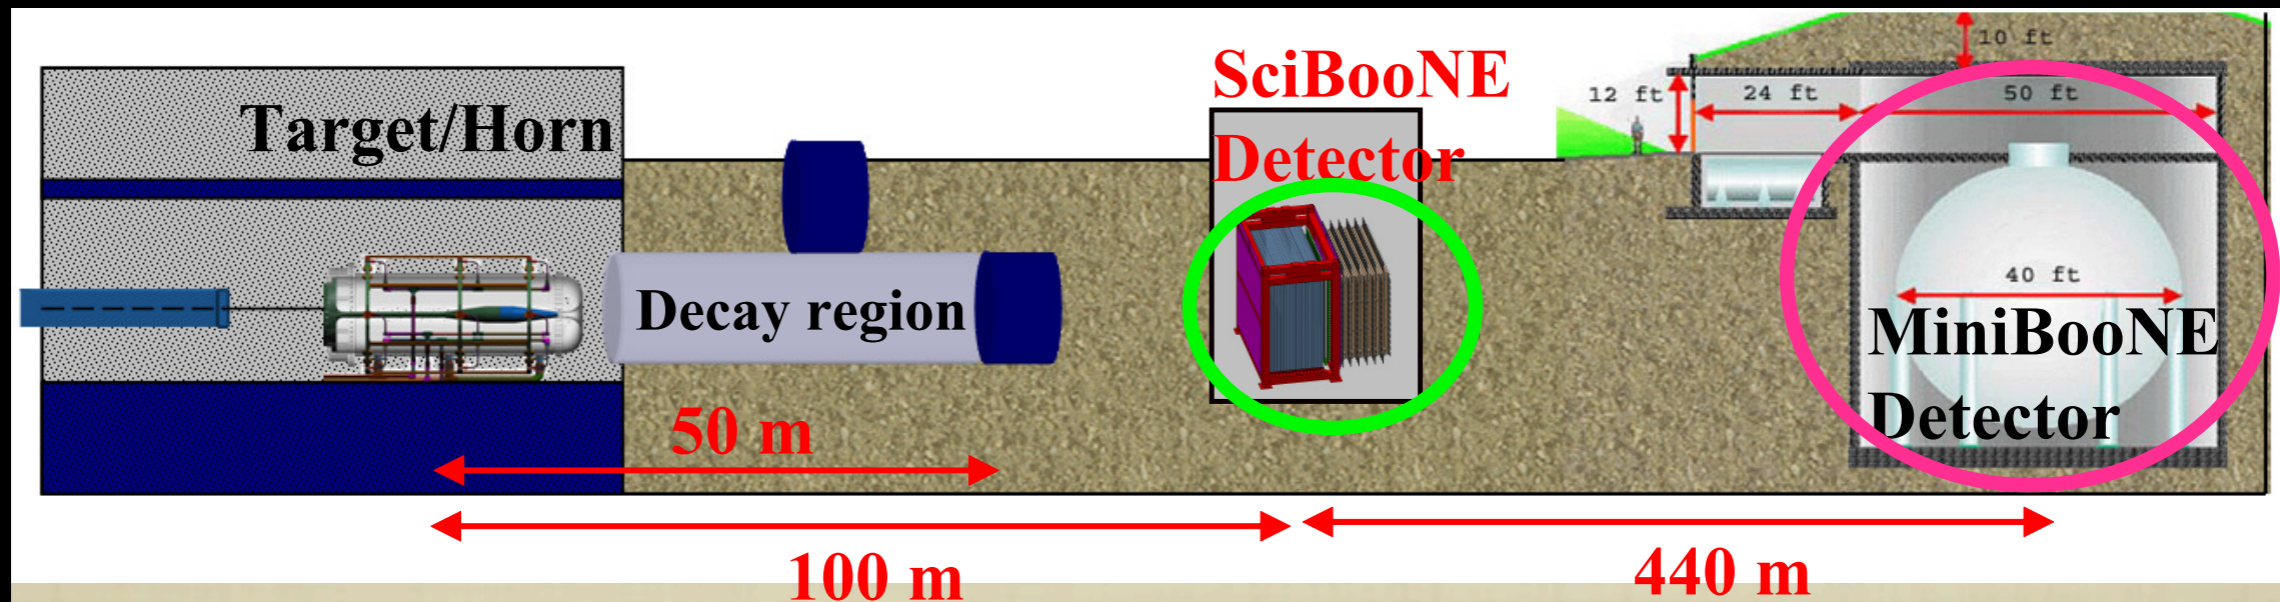 Target/Horn
SciBooNE
Detector
10 ft
12 ft
24 ft
50 ft
Decay region
40 ft
MiniBooNE
Detector
50 m
100 m
440 m